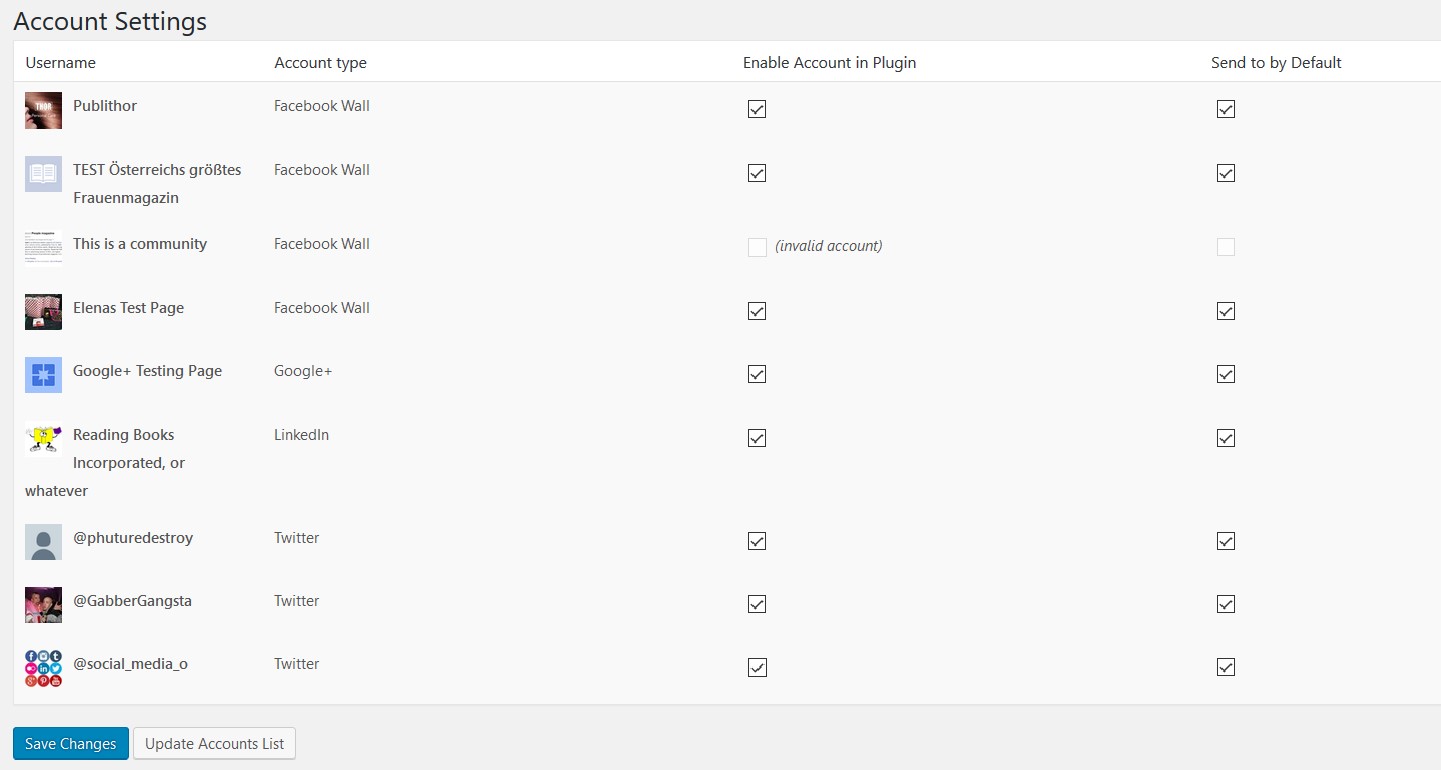 Account Settings
Username Account type Enable Account in Plugin Send to by Default
THOR
Publithor Facebook Wall
TEST Österreichs größtes Facebook Wall
Frauenmagazin
This is a community Facebook Wall (invalid account)
Elenas Test Page Facebook Wall
Google+ Testing Page Google+
Reading Books LinkedIn
Incorporated, or
whatever
@phuturedestroy Twitter
@GabberGangsta Twitter
@social_media_o Twitter
Save Changes Update Accounts List